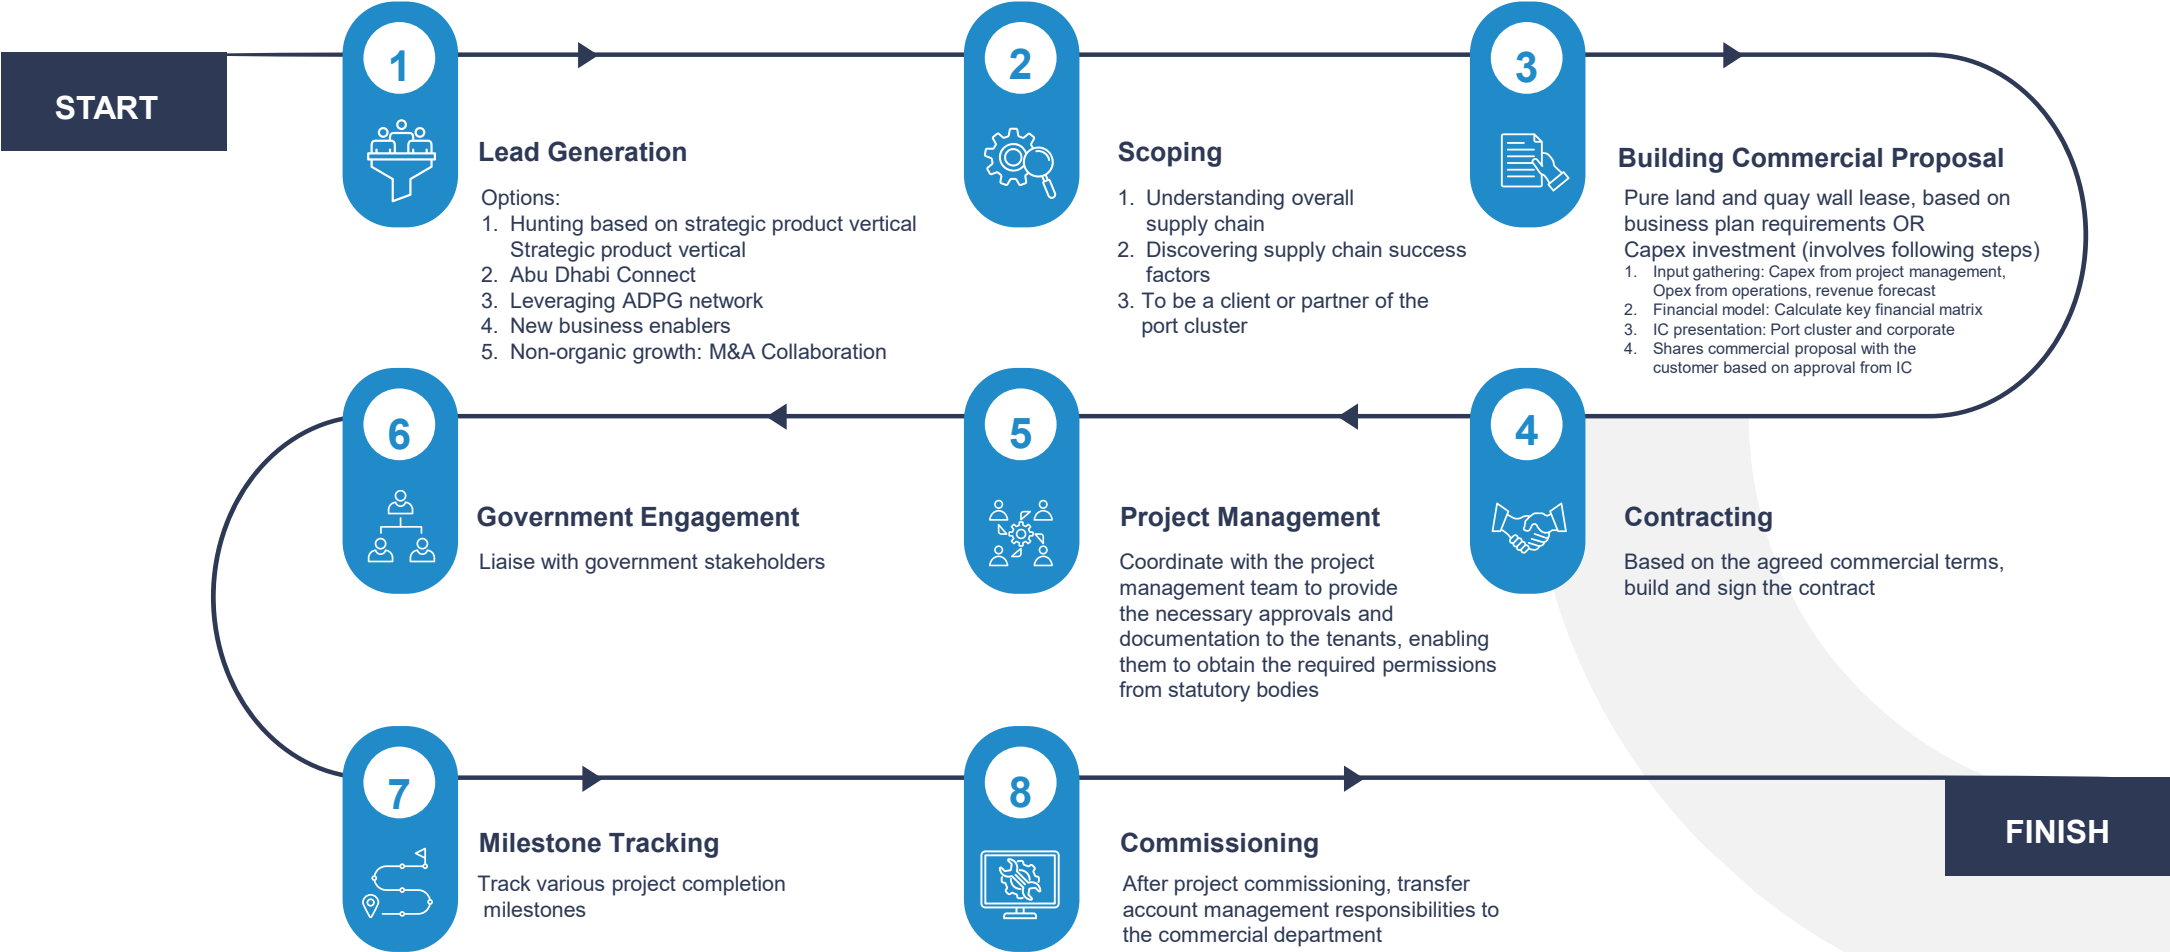 START
1
Lead Generation
Options:
1. Hunting based on strategic product vertical
Strategic product vertical
2. Abu Dhabi Connect
3. Leveraging ADPG network
4. New business enablers
5. Non-organic growth: M&A Collaboration
2
Scoping
1. Understanding overall
supply chain
2. Discovering supply chain success
factors
3. To be a client or partner of the
port cluster
3
Building Commercial Proposal
Pure land and quay wall lease, based on
business plan requirements OR
Capex investment (involves following steps)
1. Input gathering: Capex from project management,
Opex from operations, revenue forecast
2. Financial model: Calculate key financial matrix
3. IC presentation: Port cluster and corporate
4. Shares commercial proposal with the
customer based on approval from IC
4
Contracting
Based on the agreed commercial terms,
build and sign the contract
5
Project Management
Coordinate with the project
management team to provide
the necessary approvals and
documentation to the tenants, enabling
them to obtain the required permissions
from statutory bodies
6
Government Engagement
Liaise with government stakeholders
7
Milestone Tracking
Track various project completion
milestones
8
Commissioning
After project commissioning, transfer
account management responsibilities to
the commercial department
FINISH